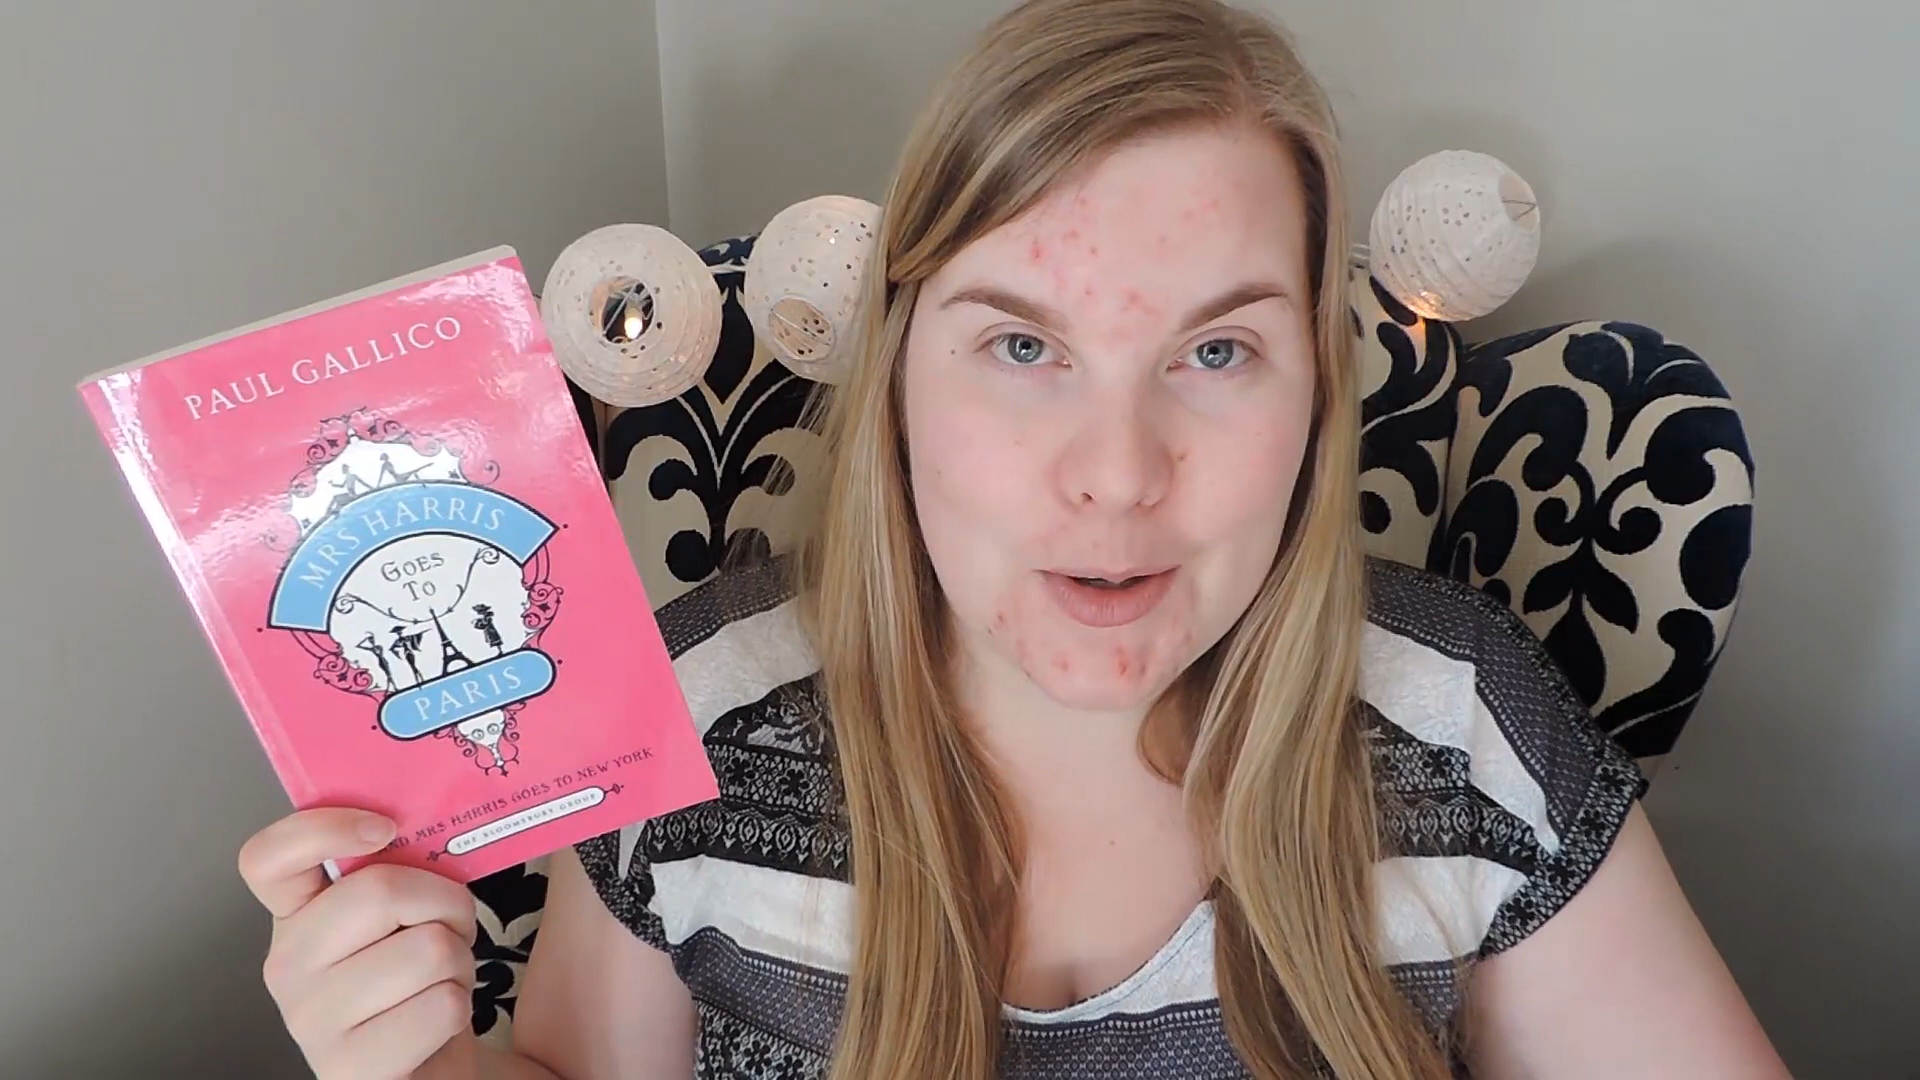 PAUL GALLICO
MRS HARRIS
GOES
TO
PARIS
AND MRS HARRIS GOES TO NEW YORK
THE BLOOMSBURY GROUP